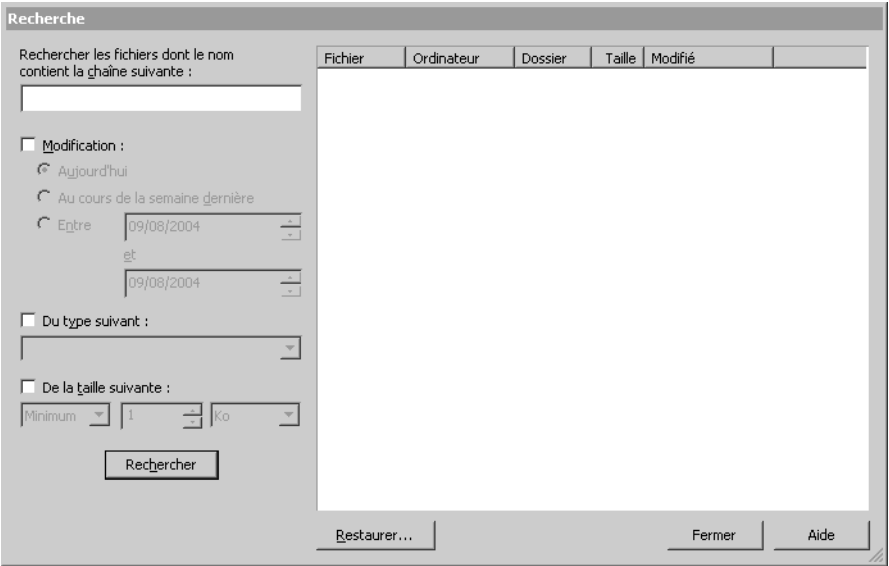 Recherche
Rechercher les fichiers dont le nom
contient la chaîne suivante :
Modification :
Aujourd'hui
Au cours de la semaine dernière
Entre 09/08/2004
et
09/08/2004
Du type suivant :
De la taille suivante :
Minimum 1 Ko
Rechercher
Fichier Ordinateur Dossier Taille Modifié
Restaurer... Fermer Aide